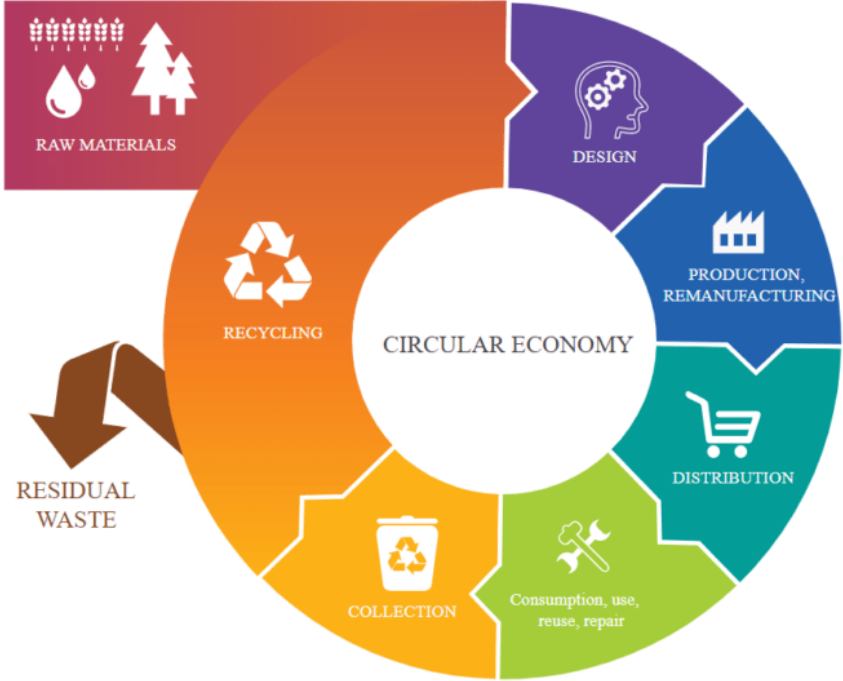 RAW MATERIALS
DESIGN
PRODUCTION,
REMANUFACTURING
RECYCLING
CIRCULAR ECONOMY
DISTRIBUTION
RESIDUAL
WASTE
COLLECTION
Consumption, use,
reuse, repair